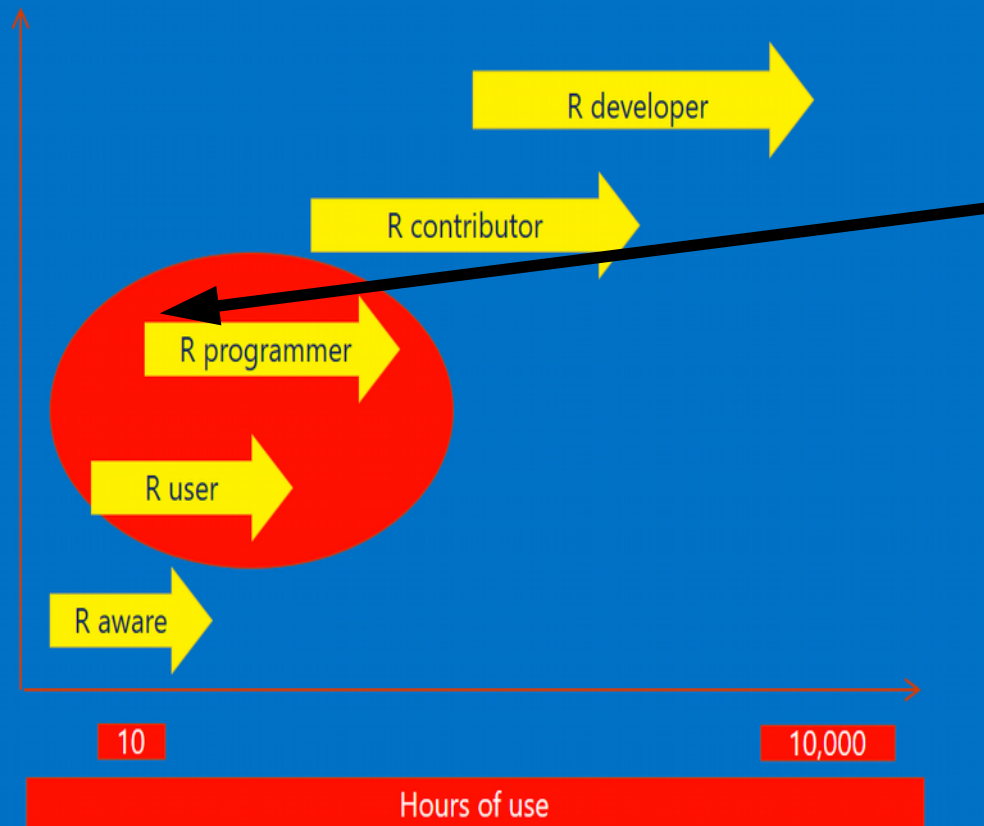 R developer
R contributor
R programmer
R user
R aware
10
10,000
Hours of use